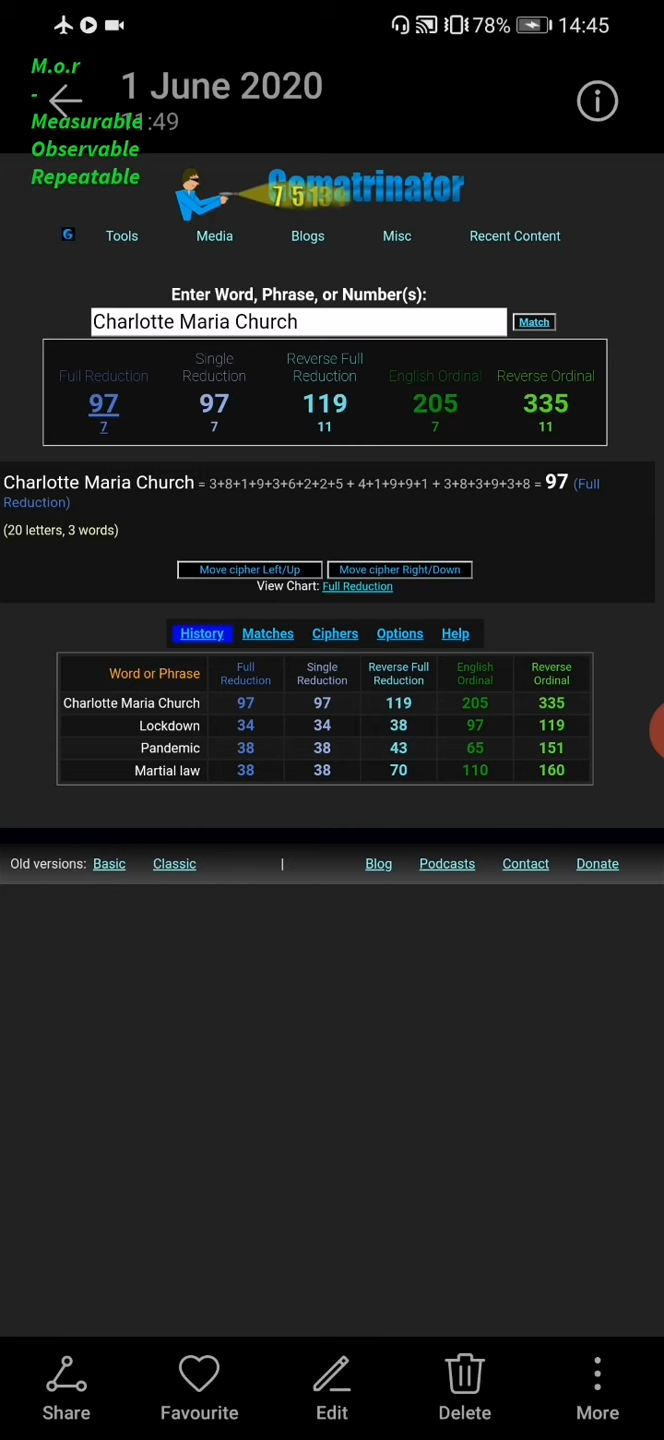 78% 14:45
M.o.r
-
Measurable
Observable
Repeatable
1 June 2020
:49
Gematrinator
7 5 13
G Tools Media Blogs Misc Recent Content
Enter Word, Phrase, or Number(s):
Charlotte Maria Church Match
Full Reduction Single Reduction Reverse Full Reduction English Ordinal Reverse Ordinal
97 97 119 205 335
7 7 11 7 11
Charlotte Maria Church = 3+8+1+9+3+6+2+2+5 + 4+1+9+9+1 + 3+8+3+9+3+8 = 97 (Full
Reduction)
(20 letters, 3 words)
Move cipher Left/Up Move cipher Right/Down
View Chart: Full Reduction
History Matches Ciphers Options Help
Word or Phrase Full Reduction Single Reduction Reverse Full Reduction English Ordinal Reverse Ordinal
Charlotte Maria Church 97 97 119 205 335
Lockdown 34 34 38 97 119
Pandemic 38 38 43 65 151
Martial law 38 38 70 110 160
Old versions: Basic Classic | Blog Podcasts Contact Donate
Share Favourite Edit Delete More